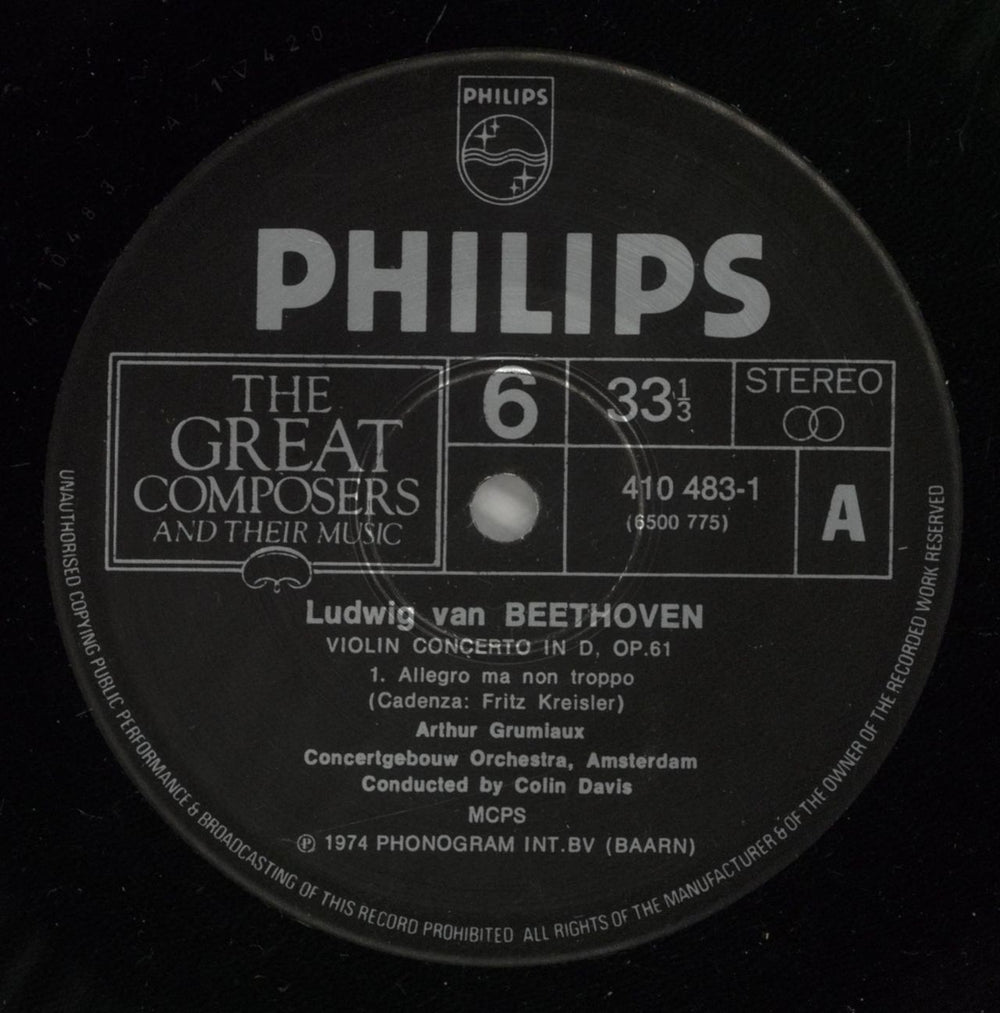 PHILIPS
PHILIPS
THE
GREAT
COMPOSERS
AND THEIR MUSIC
6
33⅓
STEREO
410 483-1
(6500 775)
A
Ludwig van BEETHOVEN
VIOLIN CONCERTO IN D, OP.61
1. Allegro ma non troppo
(Cadenza: Fritz Kreisler)
Arthur Grumiaux
Concertgebouw Orchestra, Amsterdam
Conducted by Colin Davis
MCPS
℗ 1974 PHONOGRAM INT.BV (BAARN)
UNAUTHORISED COPYING PUBLIC PERFORMANCE & BROADCASTING OF THIS RECORD PROHIBITED ALL RIGHTS OF THE MANUFACTURER & OF THE OWNER OF THE RECORDED WORK RESERVED